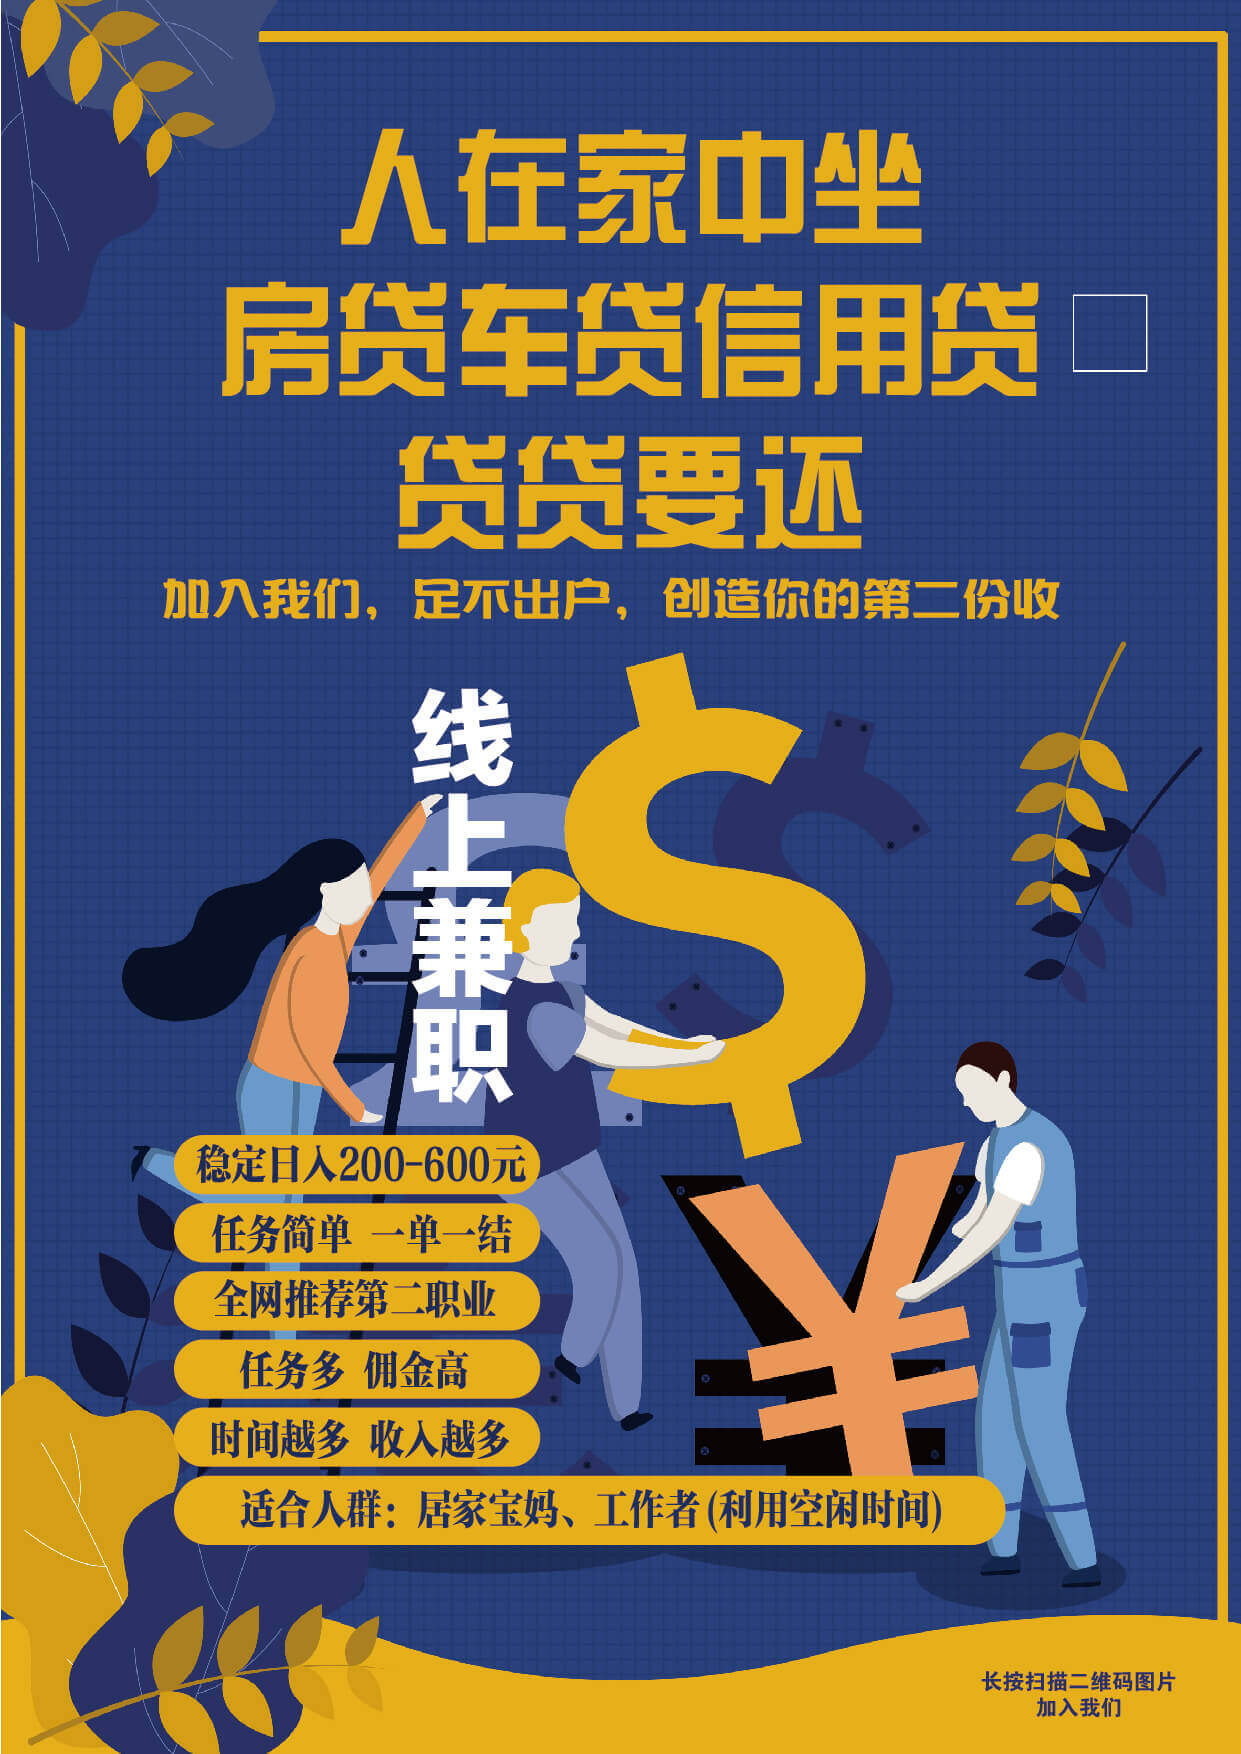 人在家中坐
房贷车贷信用贷
贷贷要还
加入我们，足不出户，创造你的第二份收
线上兼职
稳定日入200-600元
任务简单 一单一结
全网推荐第二职业
任务多 佣金高
时间越多 收入越多
适合人群：居家宝妈、工作者(利用空闲时间)
长按扫描二维码图片
加入我们